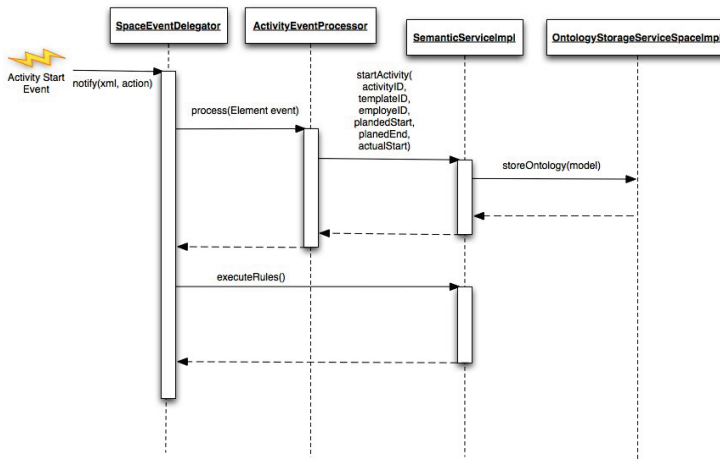 SpaceEventDelegator
ActivityEventProcessor
SemanticServiceImpl
OntologyStorageServiceSpaceImpl
Activity Start
Event
notify(xml, action)
process(Element event)
startActivity(
activityID,
templateID,
employeID,
plandedStart,
planedEnd,
actualStart)
storeOntology(model)
executeRules()